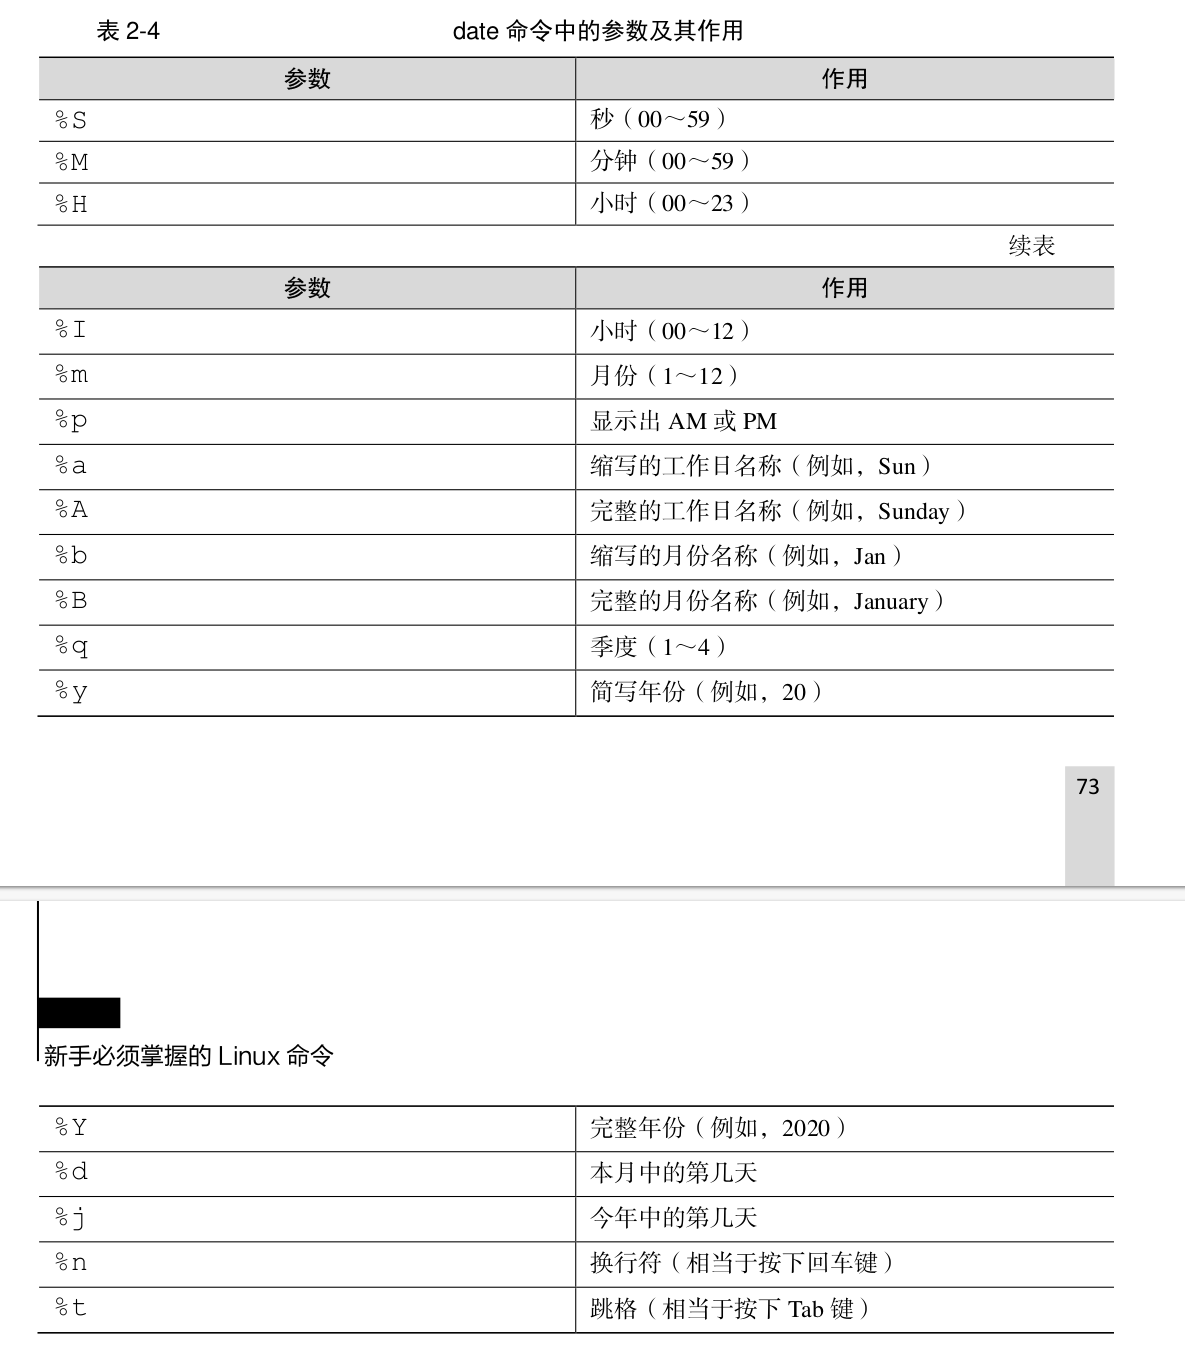 表 2-4 date 命令中的参数及其作用
参数 作用
%S 秒（00～59）
%M 分钟（00～59）
%H 小时（00～23）
续表
参数 作用
%I 小时（00～12）
%m 月份（1～12）
%p 显示出 AM 或 PM
%a 缩写的工作日名称（例如，Sun）
%A 完整的工作日名称（例如，Sunday）
%b 缩写的月份名称（例如，Jan）
%B 完整的月份名称（例如，January）
%q 季度（1～4）
%y 简写年份（例如，20）
73
新手必须掌握的 Linux 命令
%Y 完整年份（例如，2020）
%d 本月中的第几天
%j 今年中的第几天
%n 换行符（相当于按下回车键）
%t 跳格（相当于按下 Tab 键）